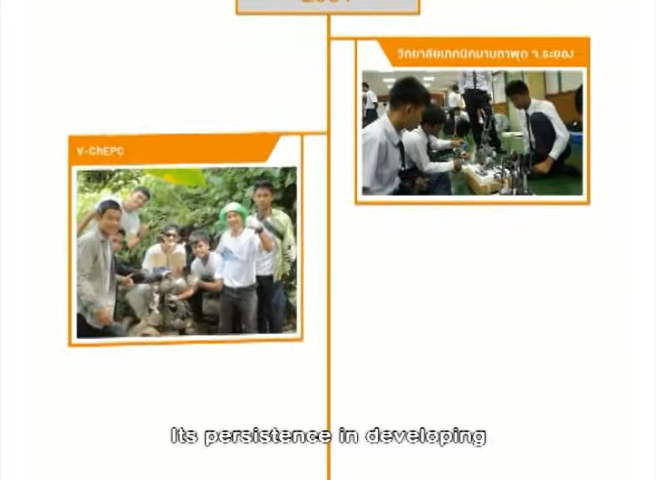 วิทยาลัยเทคนิคมาบตาพุด จ.ระยอง
V-ChEPC
Its persistence in developing